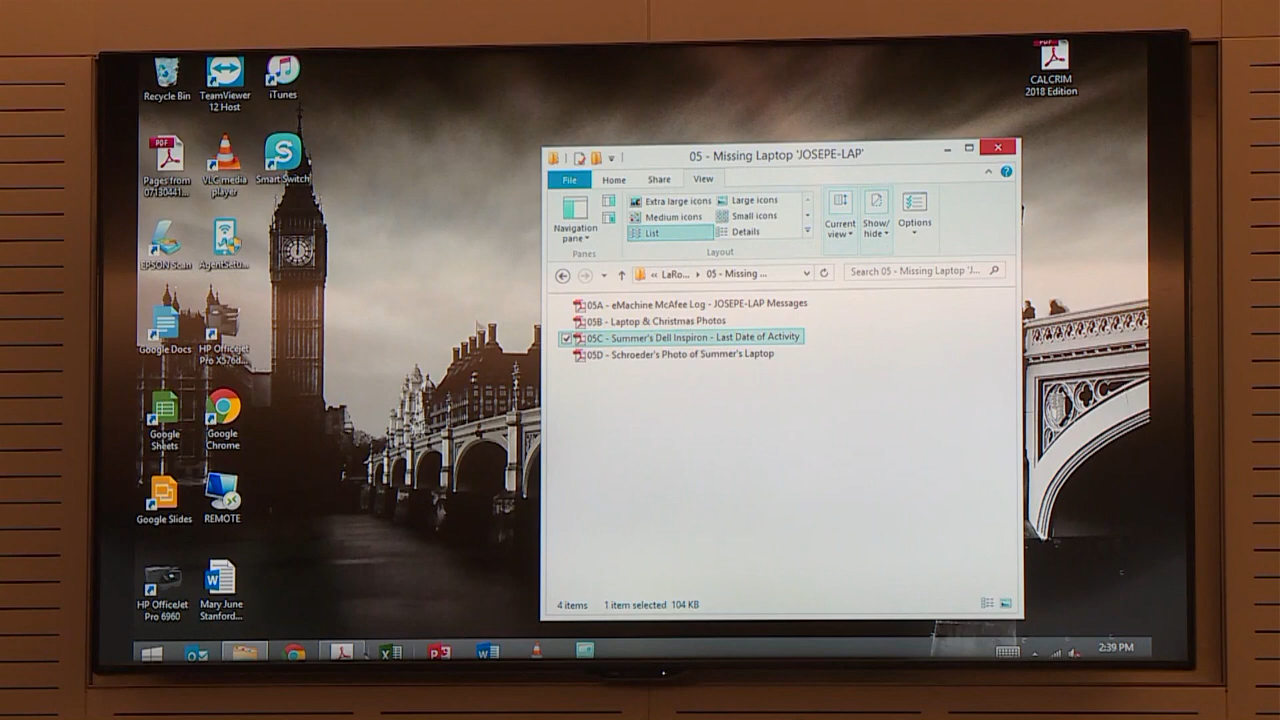 Recycle Bin
TeamViewer
12 Host
iTunes
PDF
CALCRIM
2018 Edition
PDF
Pages from
07130441...
VLC media
player
S
Smart Switch
EPSON Scan
AgentSetu...
Google Docs
HP Officejet
Pro X576d...
Google
Sheets
Google
Chrome
Google Slides
REMOTE
HP OfficeJet
Pro 6960
Mary June
Stanford...
05 - Missing Laptop 'JOSEPE-LAP'
File
Home
Share
View
Navigation
pane
Extra large icons
Large icons
Medium icons
Small icons
List
Details
Current
view
Show/
hide
Options
Panes
Layout
« LaRo...
05 - Missing ...
Search 05 - Missing Laptop 'J...
05A - eMachine McAfee Log - JOSEPE-LAP Messages
05B - Laptop & Christmas Photos
05C - Summer's Dell Inspiron - Last Date of Activity
05D - Schroeder's Photo of Summer's Laptop
4 items
1 item selected 104 KB
2:39 PM